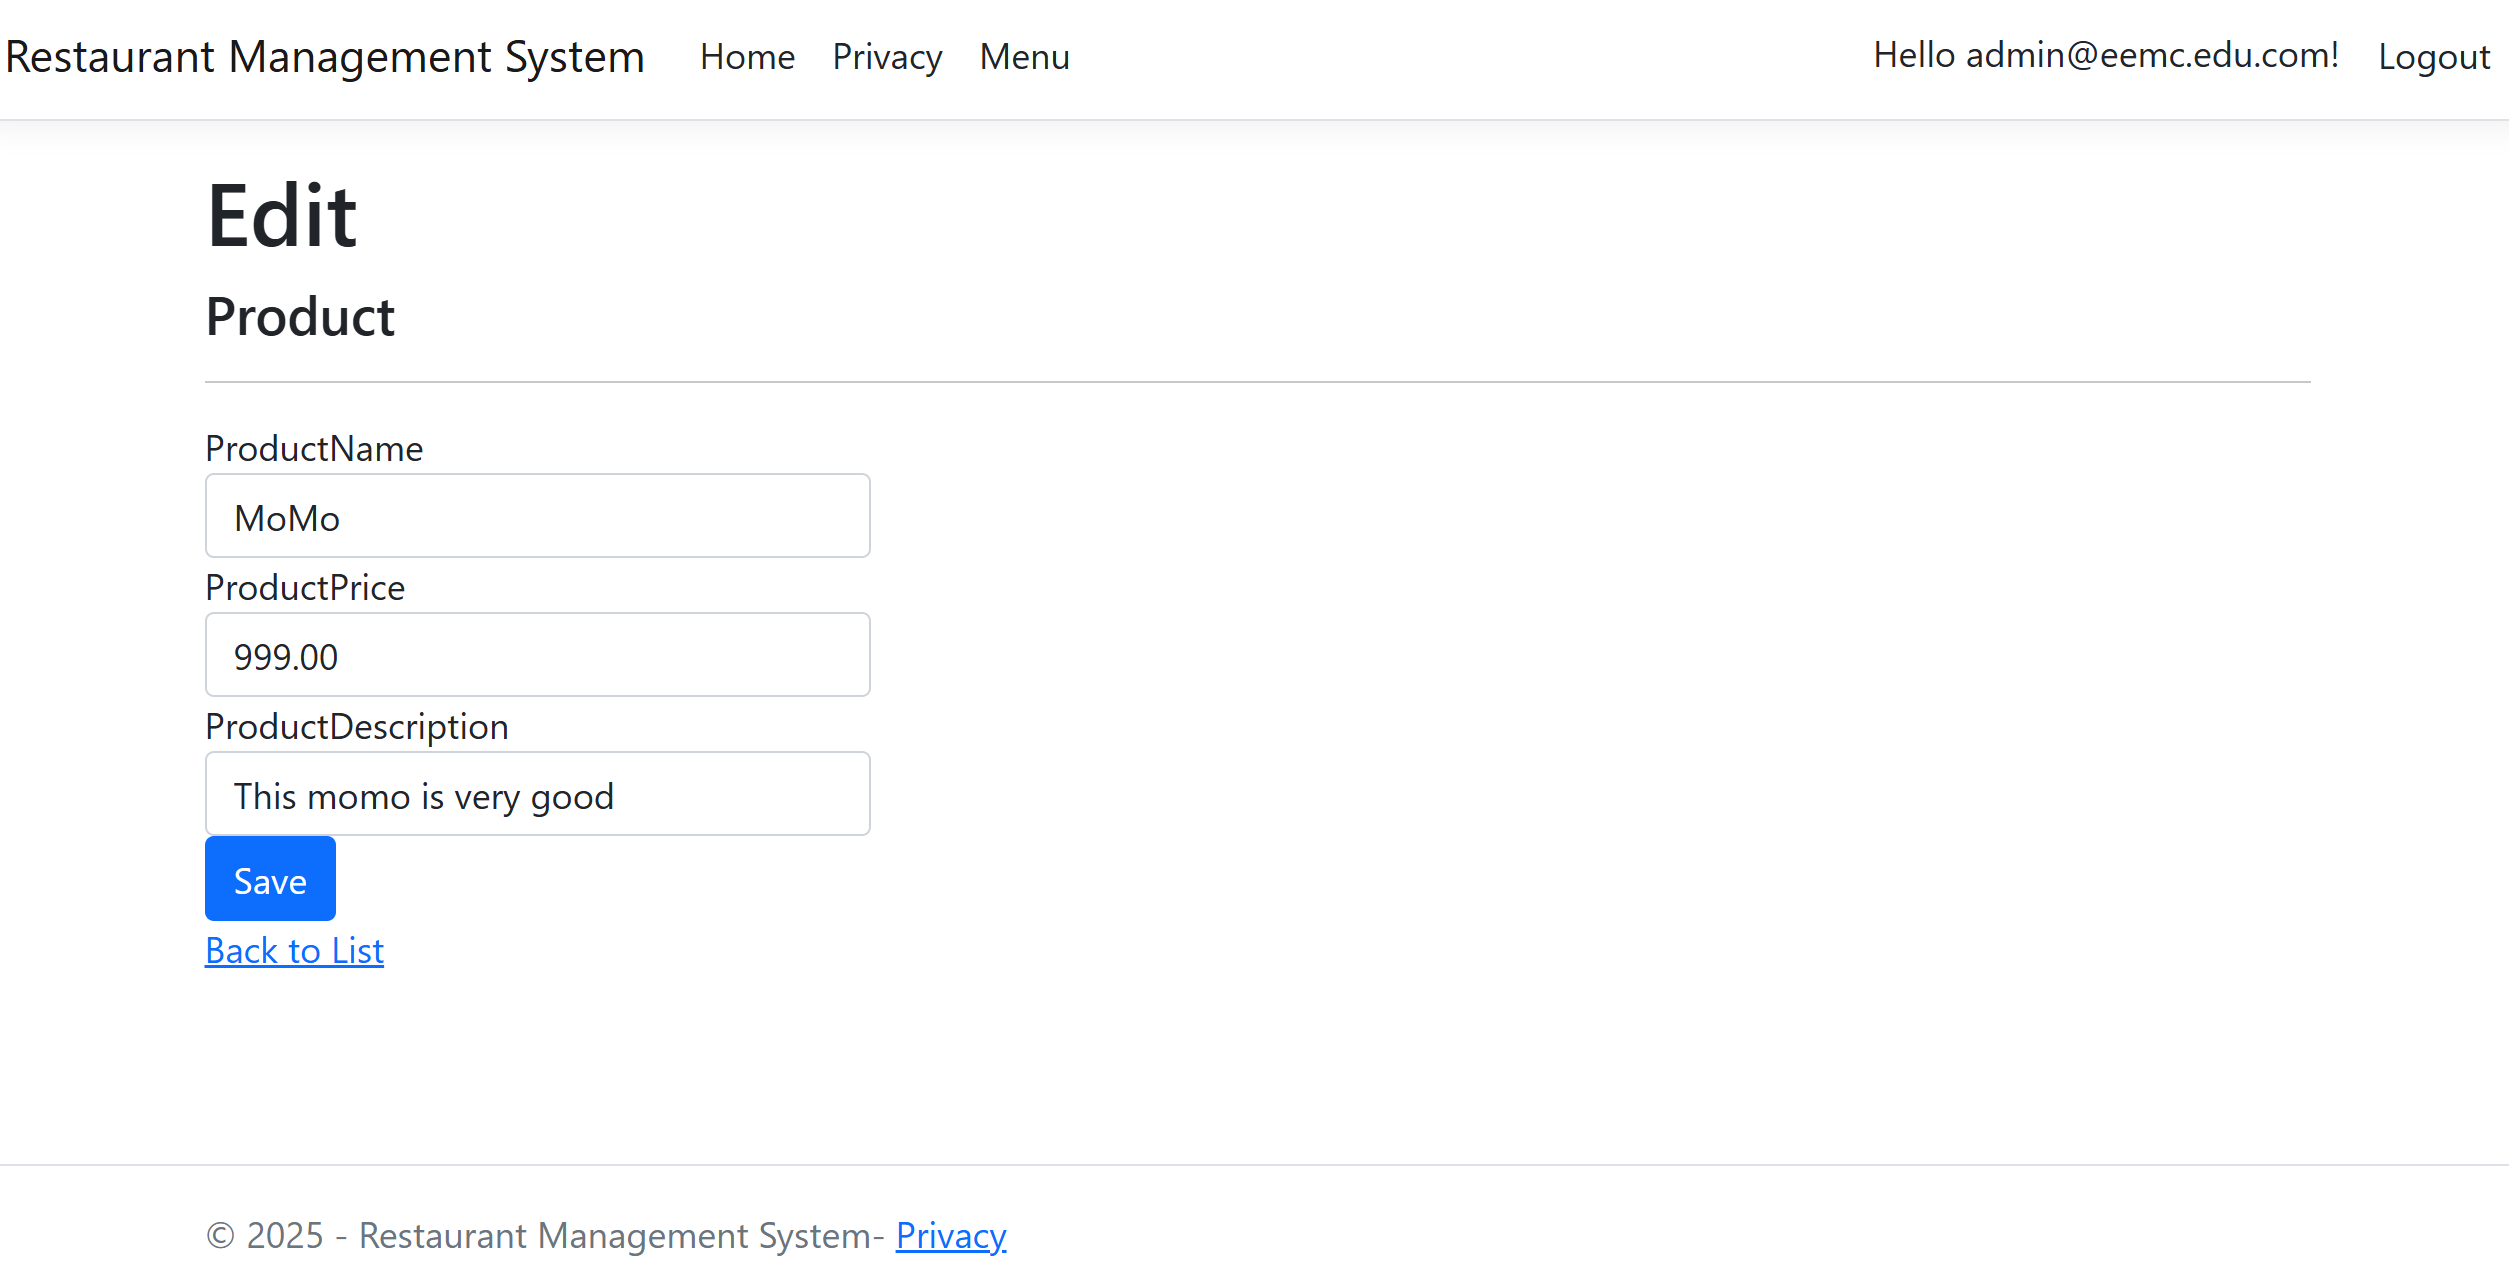 Restaurant Management System Home Privacy Menu Hello admin@eemc.edu.com! Logout
Edit
Product
ProductName
MoMo
ProductPrice
999.00
ProductDescription
This momo is very good
Save
Back to List
© 2025 - Restaurant Management System- Privacy